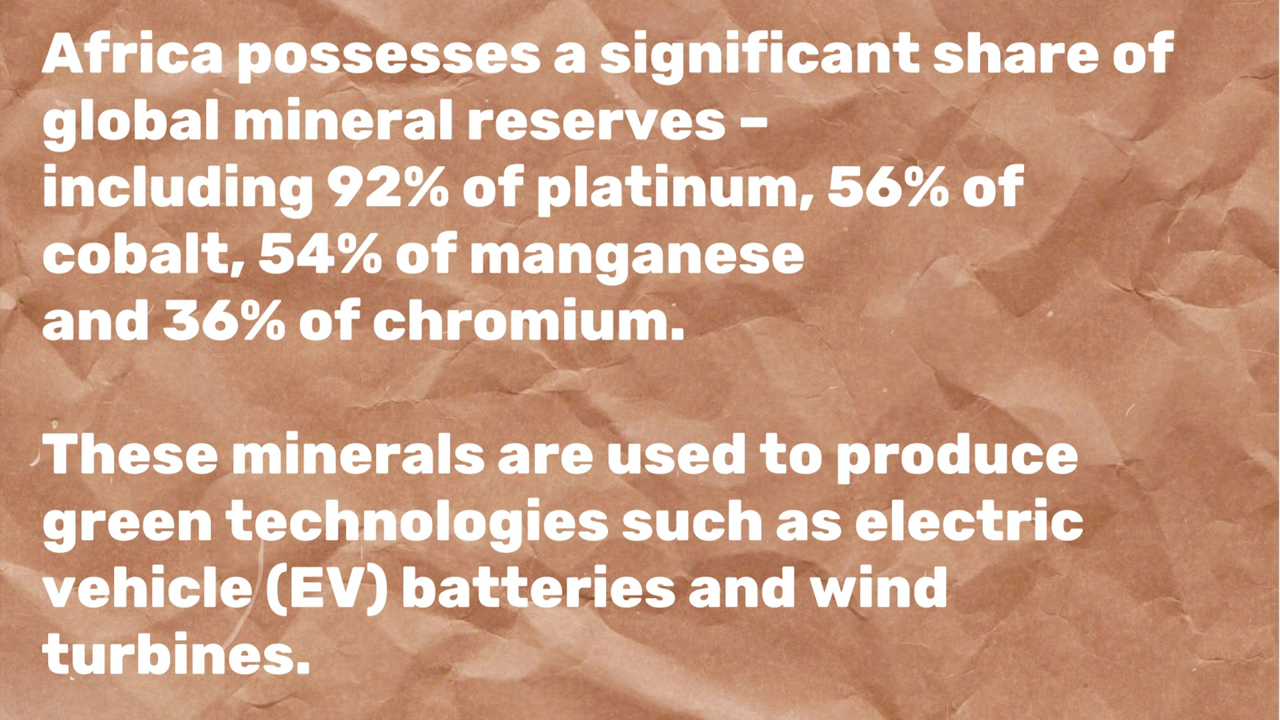 Africa possesses a significant share of
global mineral reserves –
including 92% of platinum, 56% of
cobalt, 54% of manganese
and 36% of chromium.
These minerals are used to produce
green technologies such as electric
vehicle (EV) batteries and wind
turbines.